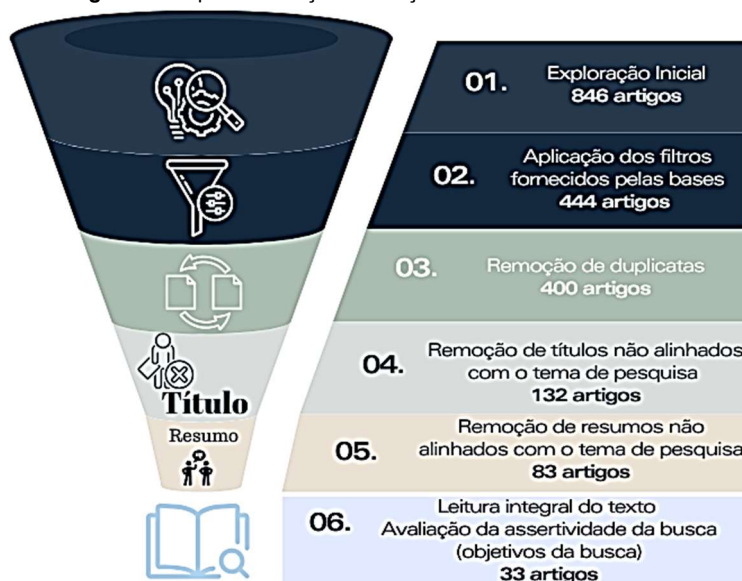 01.
Exploração Inicial
846 artigos
02.
Aplicação dos filtros
fornecidos pelas bases
444 artigos
03.
Remoção de duplicatas
400 artigos
04.
Remoção de títulos não alinhados
com o tema de pesquisa
132 artigos
Título
05.
Remoção de resumos não
alinhados com o tema de pesquisa
83 artigos
Resumo
06.
Leitura integral do texto
Avaliação da assertividade da busca
(objetivos da busca)
33 artigos